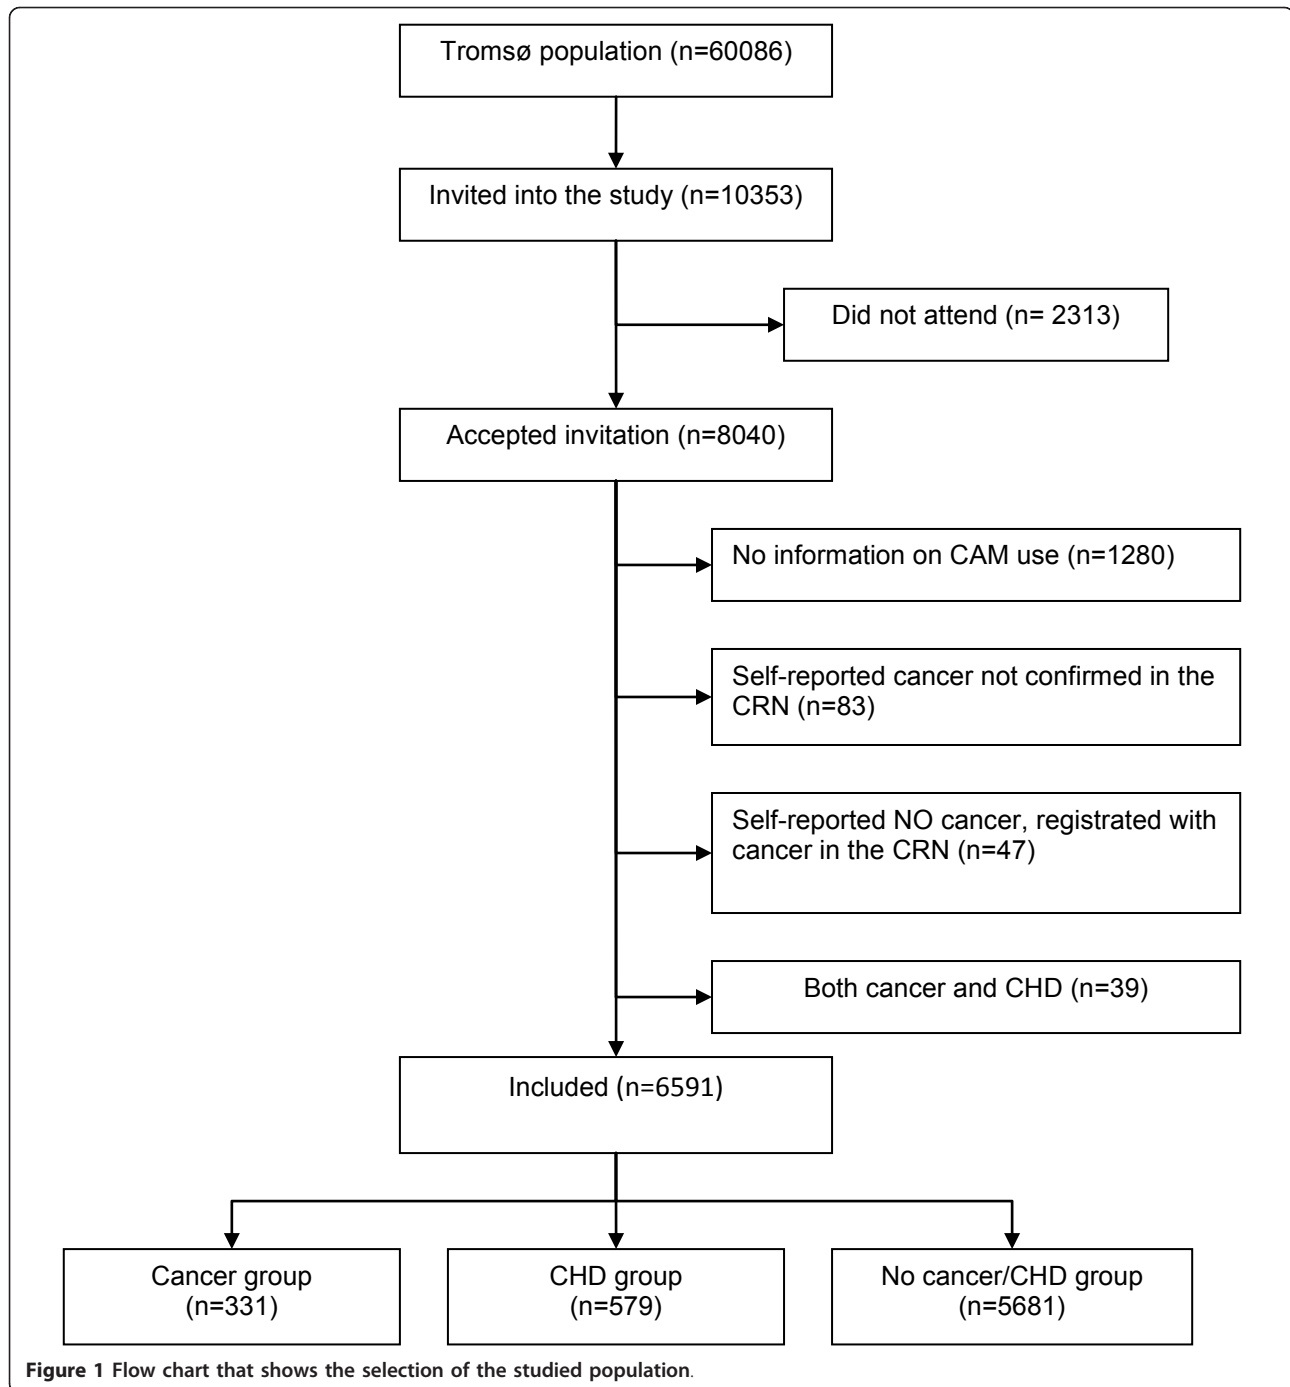 Tromsø population (n=60086)
Invited into the study (n=10353)
Did not attend (n= 2313)
Accepted invitation (n=8040)
No information on CAM use (n=1280)
Self-reported cancer not confirmed in the
CRN (n=83)
Self-reported NO cancer, registrated with
cancer in the CRN (n=47)
Both cancer and CHD (n=39)
Included (n=6591)
Cancer group
(n=331)
CHD group
(n=579)
No cancer/CHD group
(n=5681)
Figure 1 Flow chart that shows the selection of the studied population.